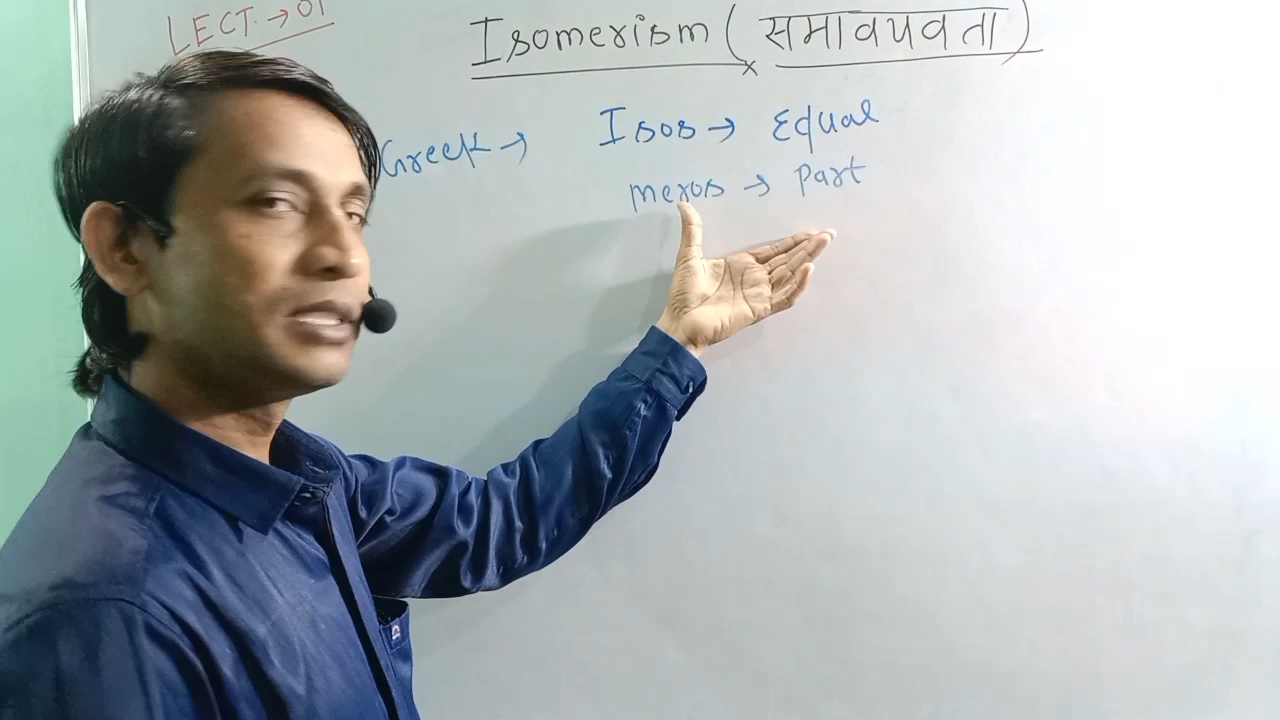 LECT. → 01
Isomerism ( समावयवता )
Greek → Isos → Equal
meros → Part